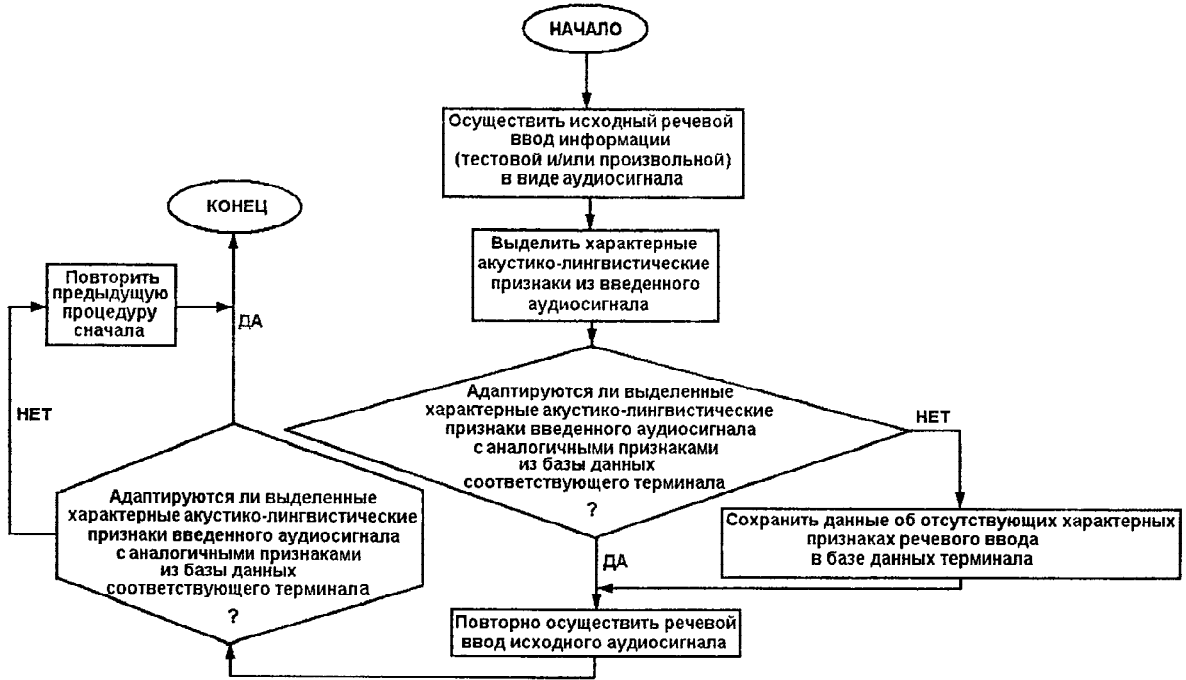 НАЧАЛО
Осуществить исходный речевой
ввод информации
(тестовой и/или произвольной)
в виде аудиосигнала
Выделить характерные
акустико-лингвистические
признаки из введенного
аудиосигнала
Адаптируются ли выделенные
характерные акустико-лингвистические
признаки введенного аудиосигнала
с аналогичными признаками
из базы данных
соответствующего терминала
?
НЕТ
Сохранить данные об отсутствующих характерных
признаках речевого ввода
в базе данных терминала
ДА
Повторно осуществить речевой
ввод исходного аудиосигнала
Адаптируются ли выделенные
характерные акустико-лингвистические
признаки введенного аудиосигнала
с аналогичными признаками
из базы данных
соответствующего терминала
?
НЕТ
Повторить
предыдущую
процедуру
сначала
ДА
КОНЕЦ